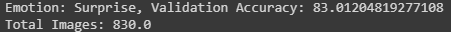 Emotion: Surprise, Validation Accuracy: 83.01204819277108
Total Images: 830.0